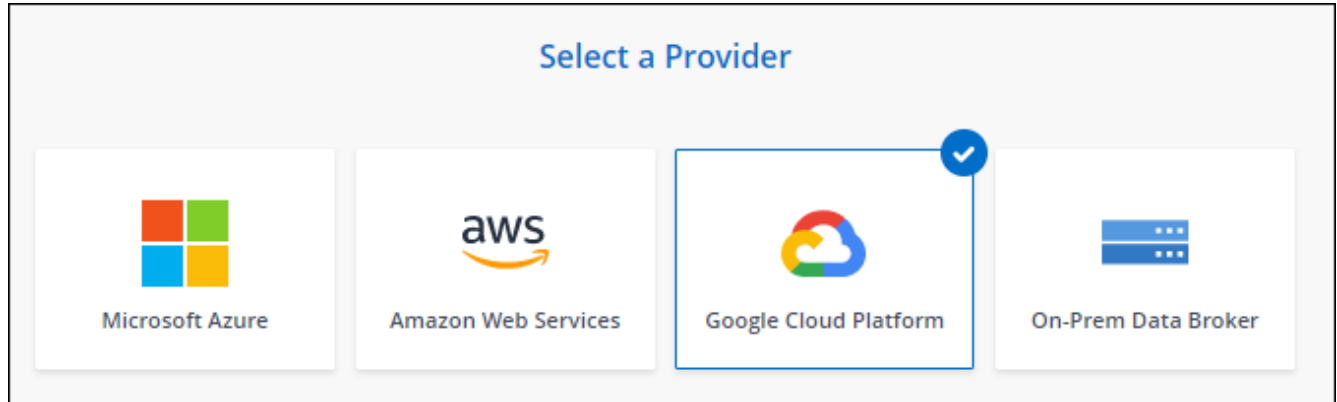 Select a Provider
aws
Microsoft Azure
Amazon Web Services
Google Cloud Platform
On-Prem Data Broker